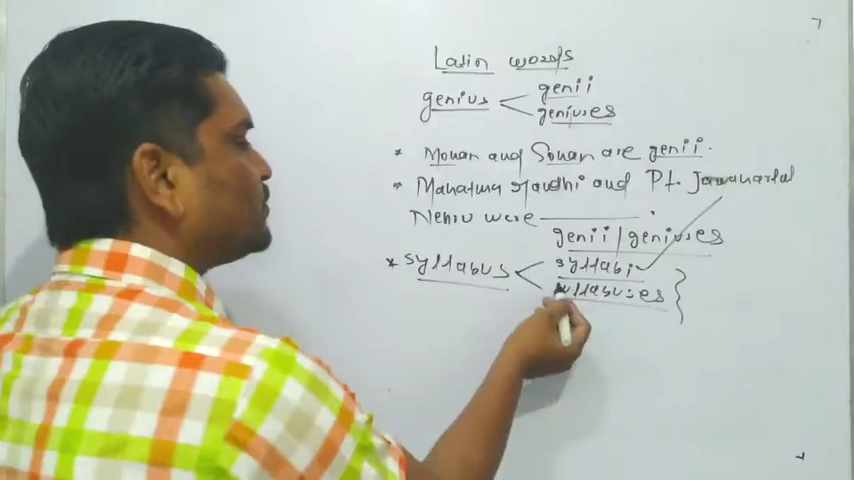 Latin words
genius < genii
geniuses
* Mohan and Sohan are genii.
* Mahatma Gandhi and Pt. Jawaharlal
Nehru were ________ .
genii / geniuses
* syllabus < syllabi
syllabuses